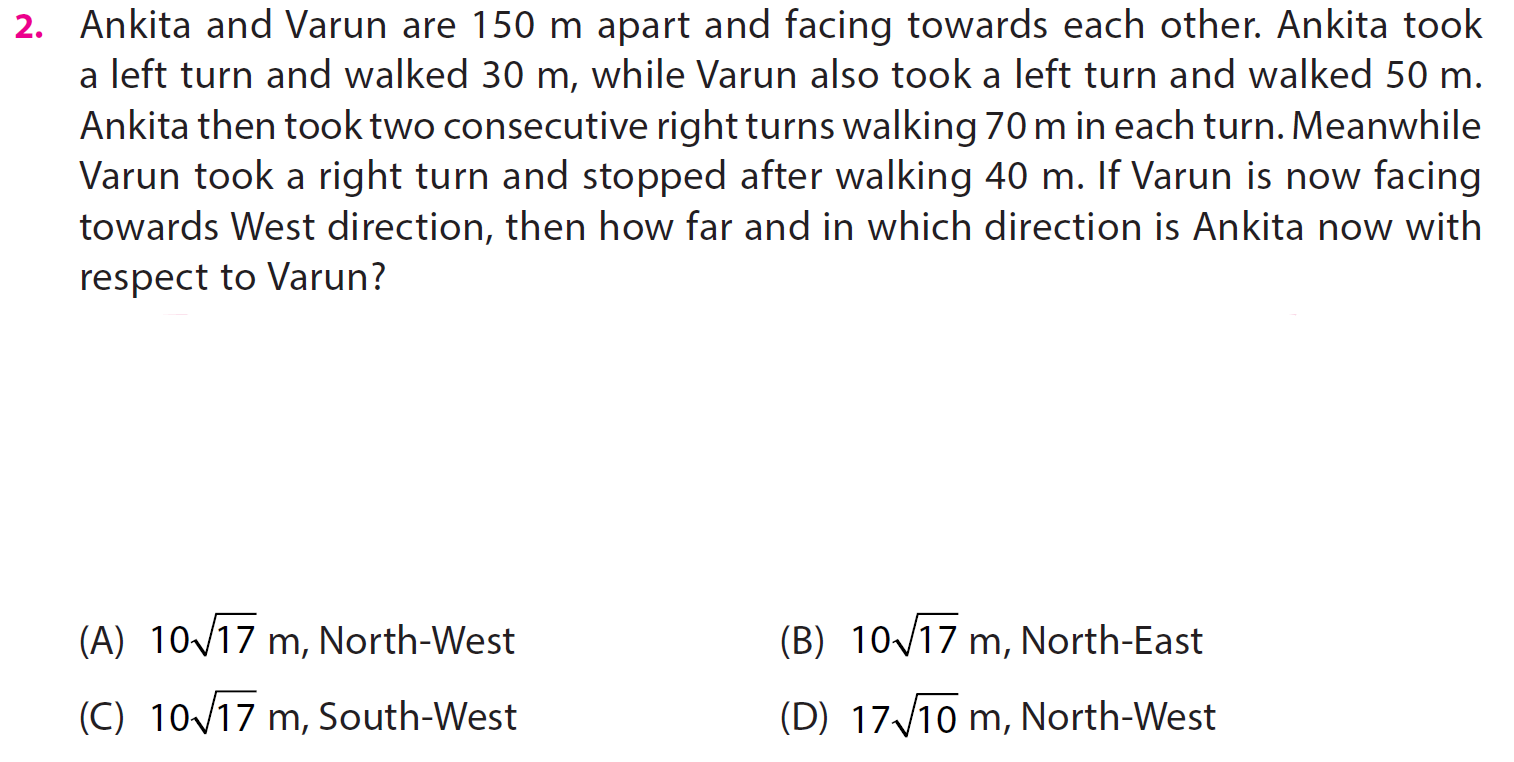 2. Ankita and Varun are 150 m apart and facing towards each other. Ankita took
a left turn and walked 30 m, while Varun also took a left turn and walked 50 m.
Ankita then took two consecutive right turns walking 70 m in each turn. Meanwhile
Varun took a right turn and stopped after walking 40 m. If Varun is now facing
towards West direction, then how far and in which direction is Ankita now with
respect to Varun?
(A) 10√17 m, North-West (B) 10√17 m, North-East
(C) 10√17 m, South-West (D) 17√10 m, North-West